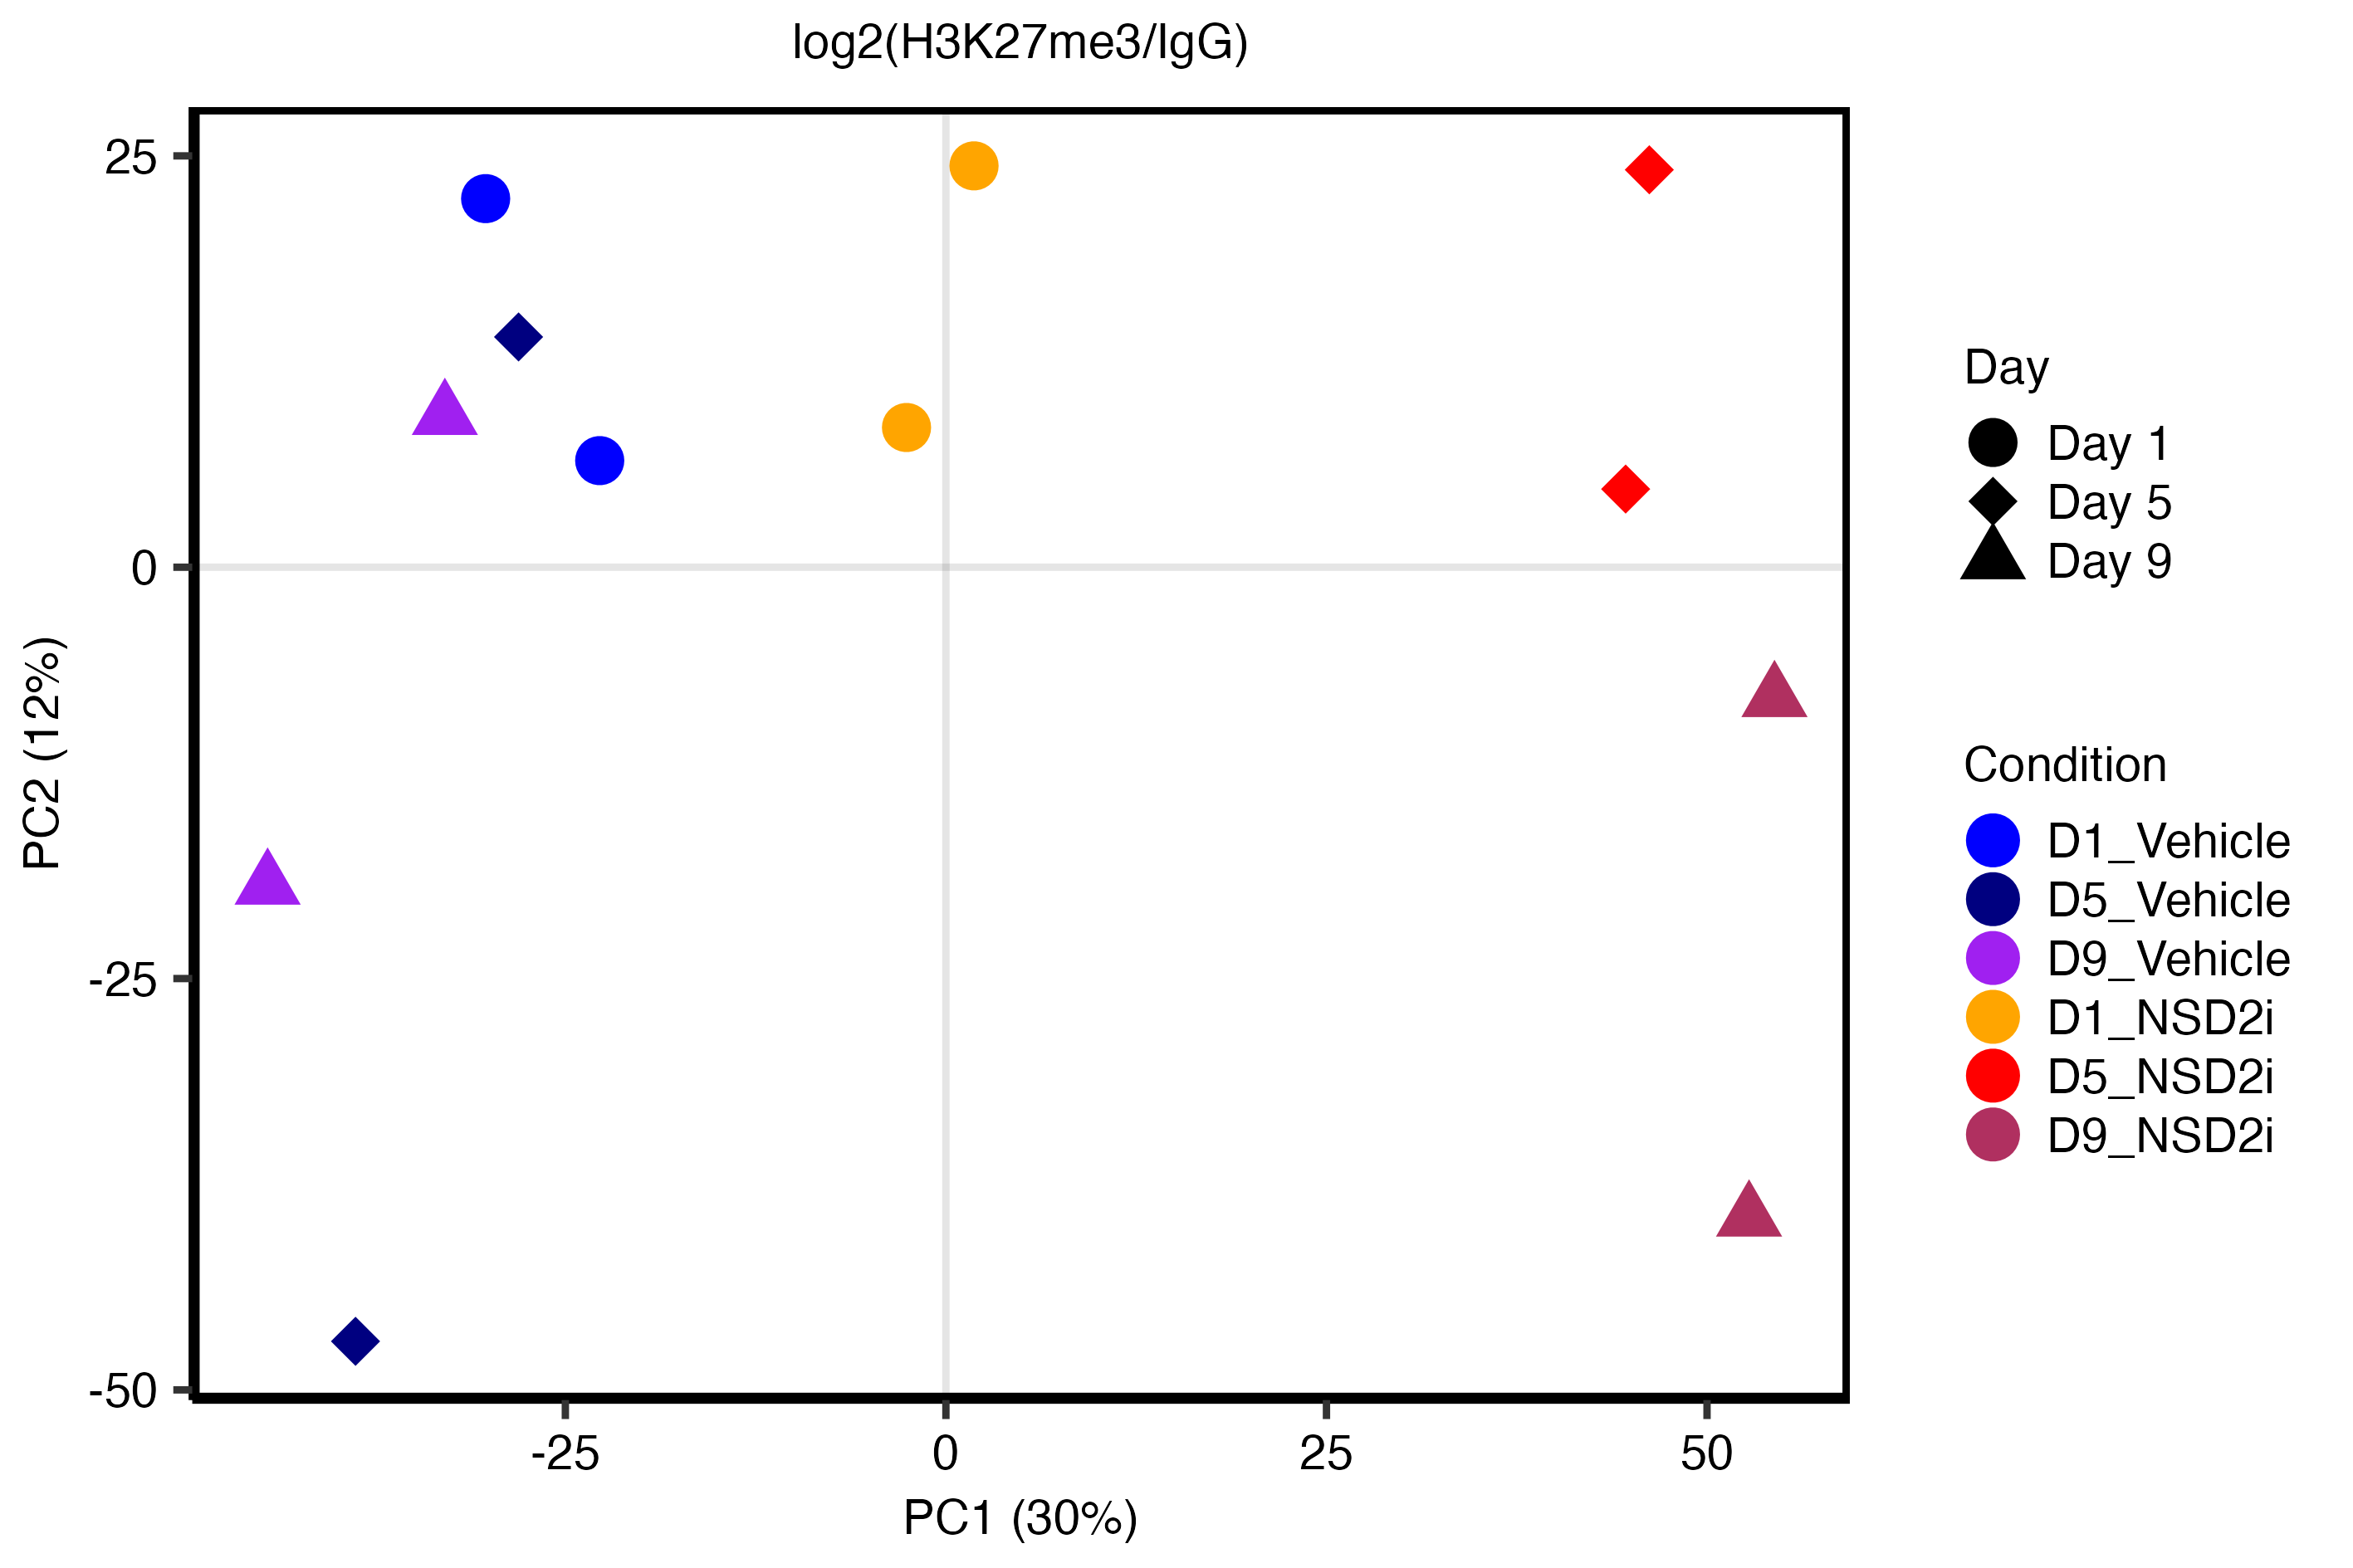 log2(H3K27me3/IgG)
25
0
-25
-50
PC2 (12%)
-25
0
25
50
PC1 (30%)
Day
Day 1
Day 5
Day 9
Condition
D1_Vehicle
D5_Vehicle
D9_Vehicle
D1_NSD2i
D5_NSD2i
D9_NSD2i